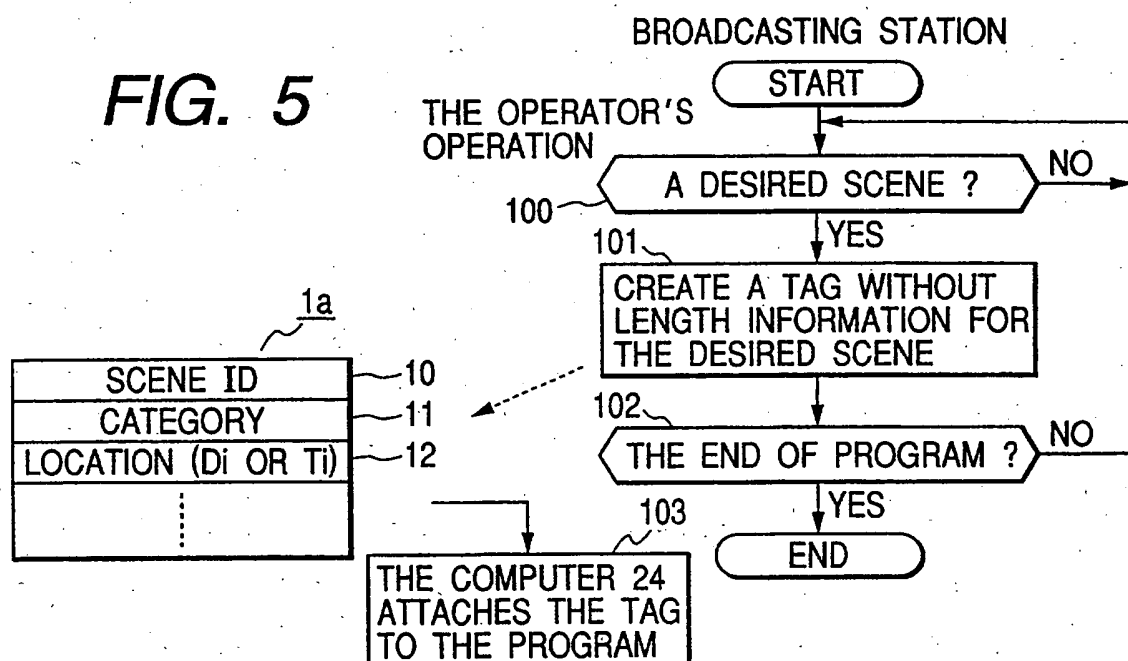 FIG. 5
BROADCASTING STATION
START
THE OPERATOR'S
OPERATION
A DESIRED SCENE ?
NO
100
YES
101
CREATE A TAG WITHOUT
LENGTH INFORMATION FOR
THE DESIRED SCENE
1a
SCENE ID
10
CATEGORY
11
LOCATION (Di OR Ti)
12
102
THE END OF PROGRAM ?
NO
YES
END
103
THE COMPUTER 24
ATTACHES THE TAG
TO THE PROGRAM